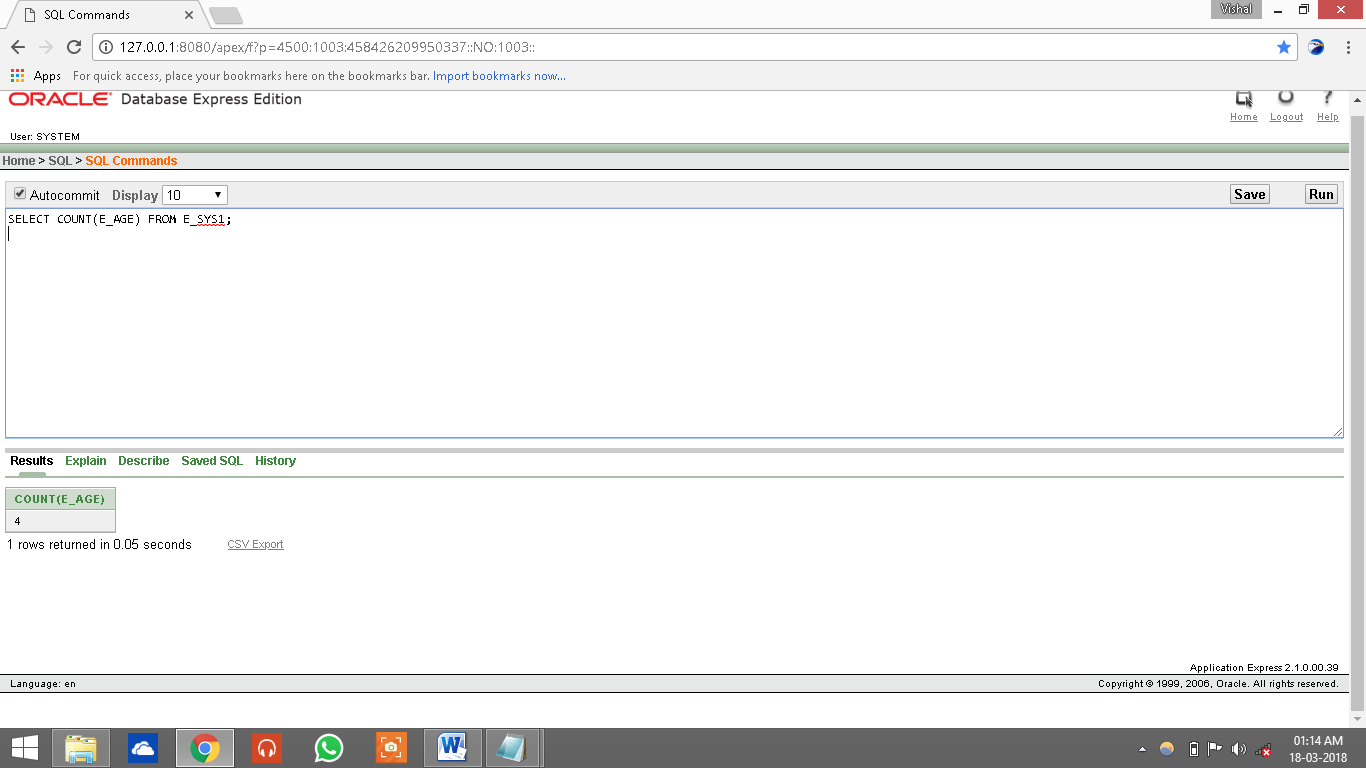 SQL Commands
Vishal
127.0.0.1:8080/apex/f?p=4500:1003:458426209950337::NO:1003::
Apps For quick access, place your bookmarks here on the bookmarks bar. Import bookmarks now...
ORACLE Database Express Edition
Home Logout Help
User: SYSTEM
Home > SQL > SQL Commands
Autocommit Display 10 Save Run
SELECT COUNT(E_AGE) FROM E_SYS1;
Results Explain Describe Saved SQL History
COUNT(E_AGE)
4
1 rows returned in 0.05 seconds CSV Export
Application Express 2.1.0.00.39
Language: en Copyright © 1999, 2006, Oracle. All rights reserved.
01:14 AM
18-03-2018